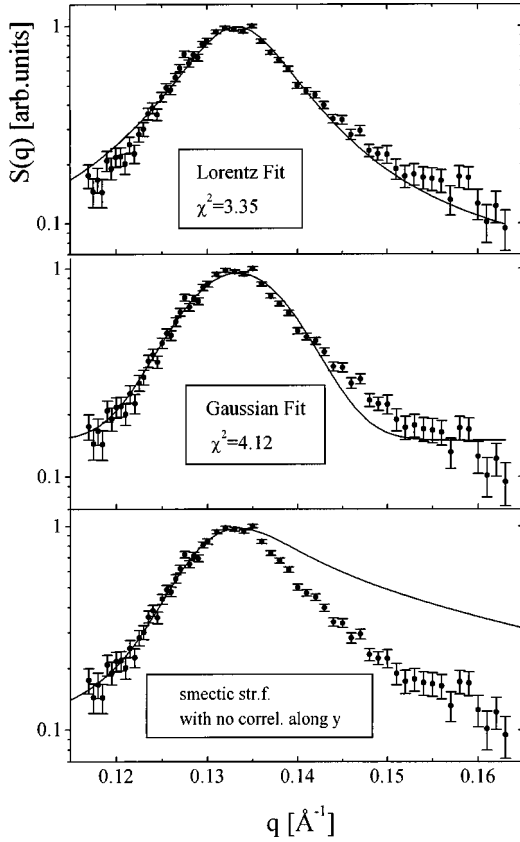 S(q) [arb.units]
1
0.1
Lorentz Fit
χ²=3.35
1
0.1
Gaussian Fit
χ²=4.12
1
0.1
smectic str.f.
with no correl. along y
0.12 0.13 0.14 0.15 0.16
q [Å⁻¹]